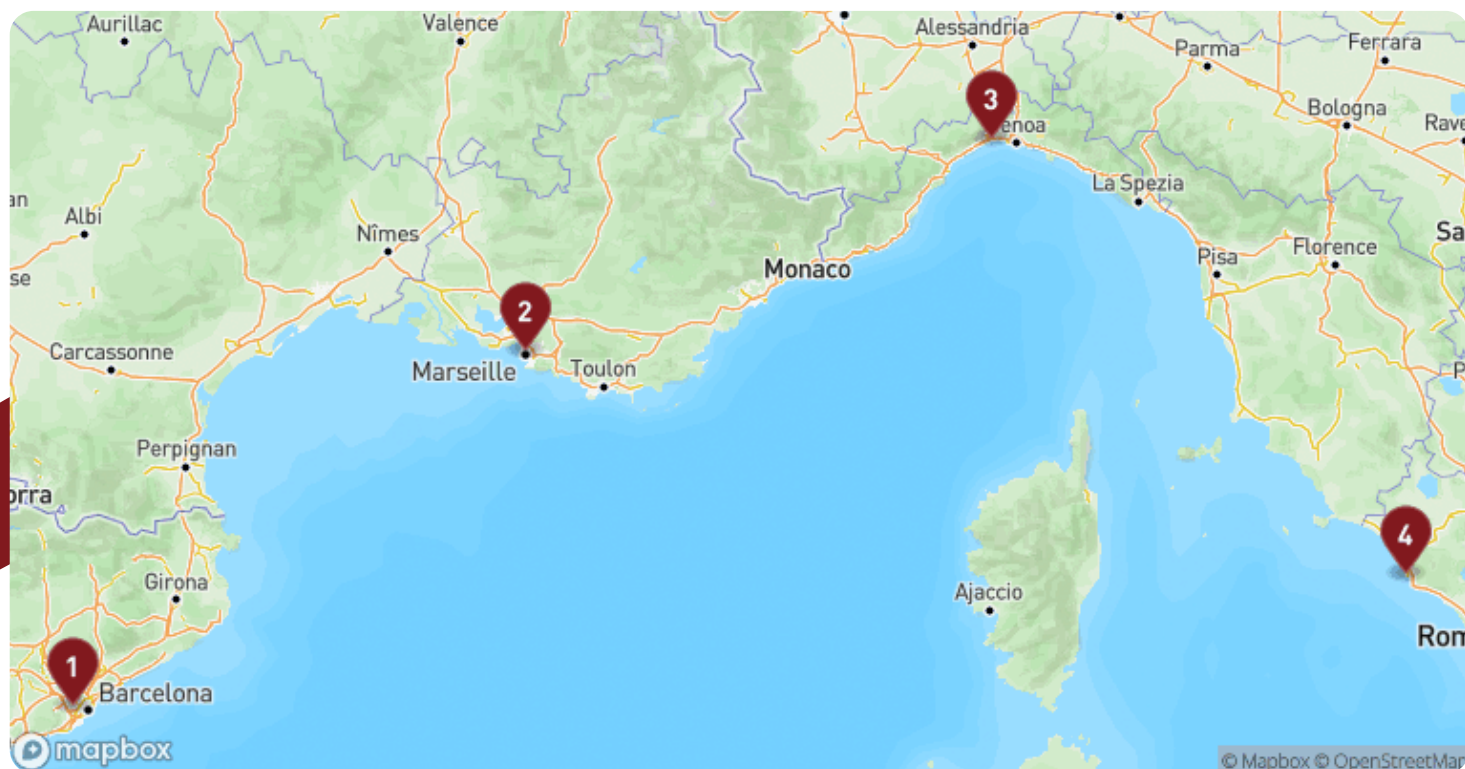 Aurillac
Valence
Alessandria
Parma
Ferrara
3
Bologna
enoa
Rave
an
Albi
La Spezia
Nîmes
Sa
Florence
Pisa
se
Monaco
2
Carcassonne
Marseille
Toulon
P
Perpignan
orra
4
Girona
Ajaccio
Rom
1
Barcelona
mapbox
© Mapbox © OpenStreetMap